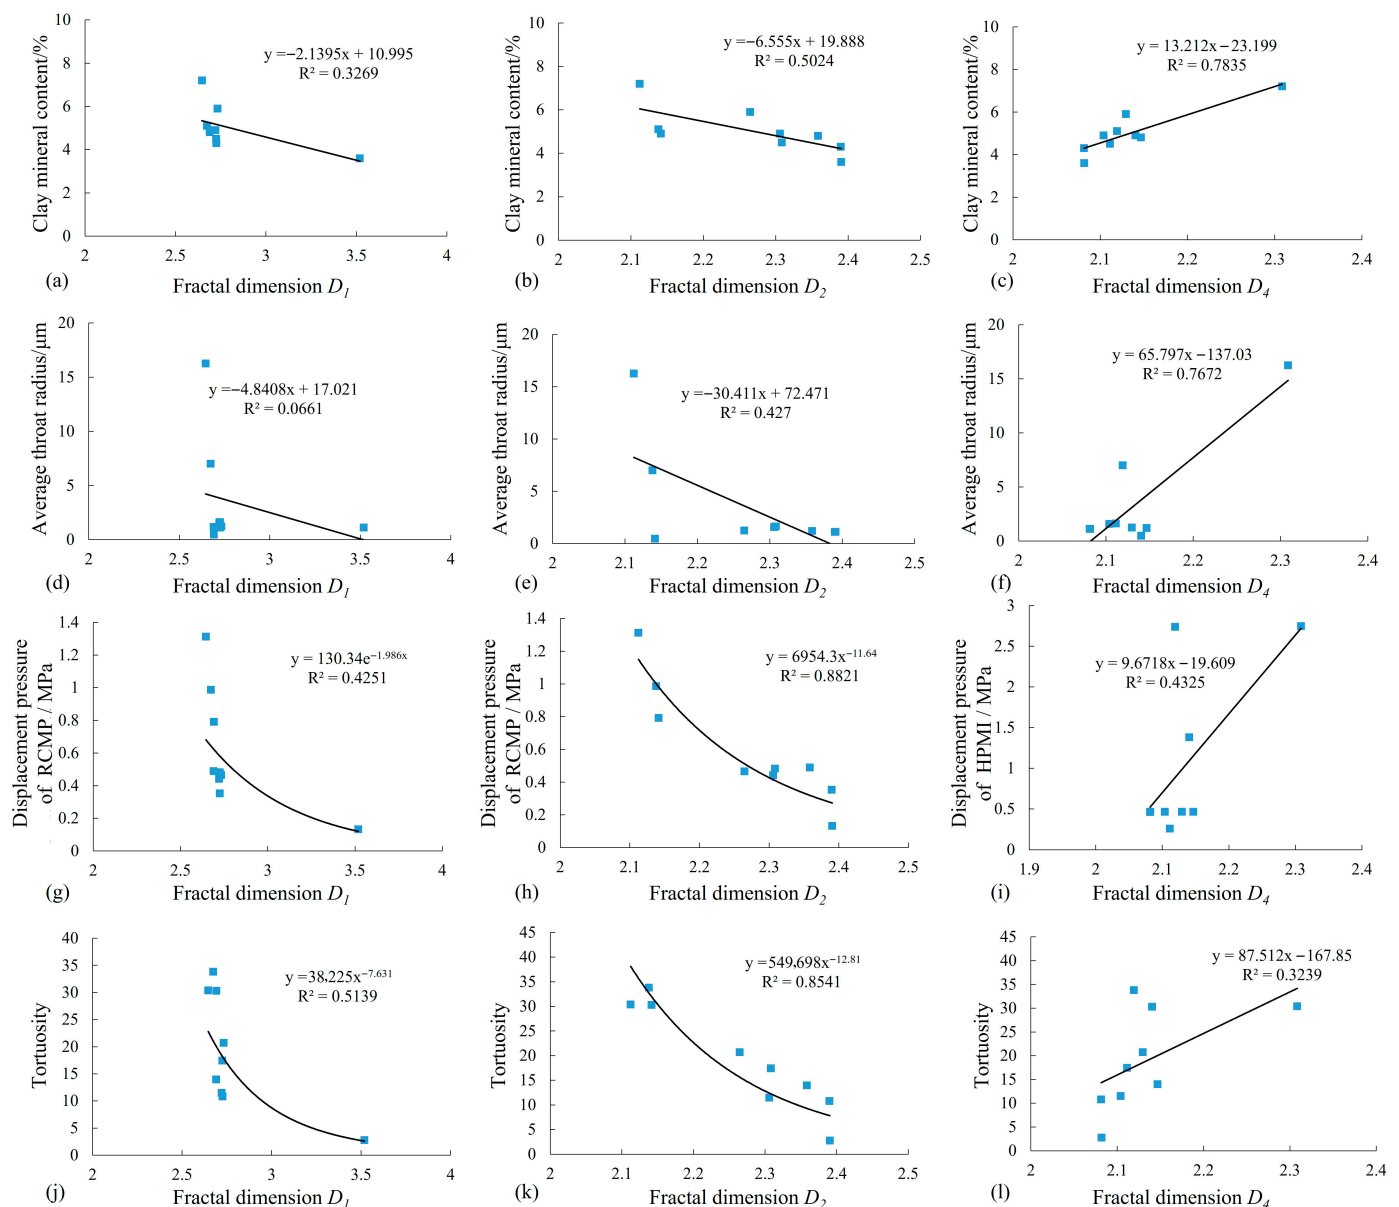 10
8
6
4
2
0
2
2.5
3
3.5
4
Clay mineral content/%
y =−2.1395x + 10.995
R² = 0.3269
(a)
Fractal dimension D1
10
8
6
4
2
0
2
2.1
2.2
2.3
2.4
2.5
Clay mineral content/%
y =−6.555x + 19.888
R² = 0.5024
(b)
Fractal dimension D2
10
8
6
4
2
0
2
2.1
2.2
2.3
2.4
Clay mineral content/%
y = 13.212x − 23.199
R² = 0.7835
(c)
Fractal dimension D4
20
15
10
5
0
2
2.5
3
3.5
4
Average throat radius/μm
y =−4.8408x + 17.021
R² = 0.0661
(d)
Fractal dimension D1
20
15
10
5
0
2
2.1
2.2
2.3
2.4
2.5
Average throat radius/μm
y =−30.411x + 72.471
R² = 0.427
(e)
Fractal dimension D2
20
15
10
5
0
2
2.1
2.2
2.3
2.4
Average throat radius/μm
y = 65.797x − 137.03
R² = 0.7672
(f)
Fractal dimension D4
1.4
1.2
1
0.8
0.6
0.4
0.2
0
2
2.5
3
3.5
4
Displacement pressure
of RCMP / MPa
y = 130.34e−1.986x
R² = 0.4251
(g)
Fractal dimension D1
1.4
1.2
1
0.8
0.6
0.4
0.2
0
2
2.1
2.2
2.3
2.4
2.5
Displacement pressure
of RCMP / MPa
y = 6954.3x−11.64
R² = 0.8821
(h)
Fractal dimension D2
3
2.5
2
1.5
1
0.5
0
1.9
2
2.1
2.2
2.3
2.4
Displacement pressure
of HPMI / MPa
y = 9.6718x − 19.609
R² = 0.4325
(i)
Fractal dimension D4
40
35
30
25
20
15
10
5
0
2
2.5
3
3.5
4
Tortuosity
y = 38,225x−7.631
R² = 0.5139
(j)
Fractal dimension D1
45
40
35
30
25
20
15
10
5
0
2
2.1
2.2
2.3
2.4
2.5
Tortuosity
y = 549,698x−12.81
R² = 0.8541
(k)
Fractal dimension D2
45
40
35
30
25
20
15
10
5
0
2
2.1
2.2
2.3
2.4
Tortuosity
y = 87.512x − 167.85
R² = 0.3239
(l)
Fractal dimension D4